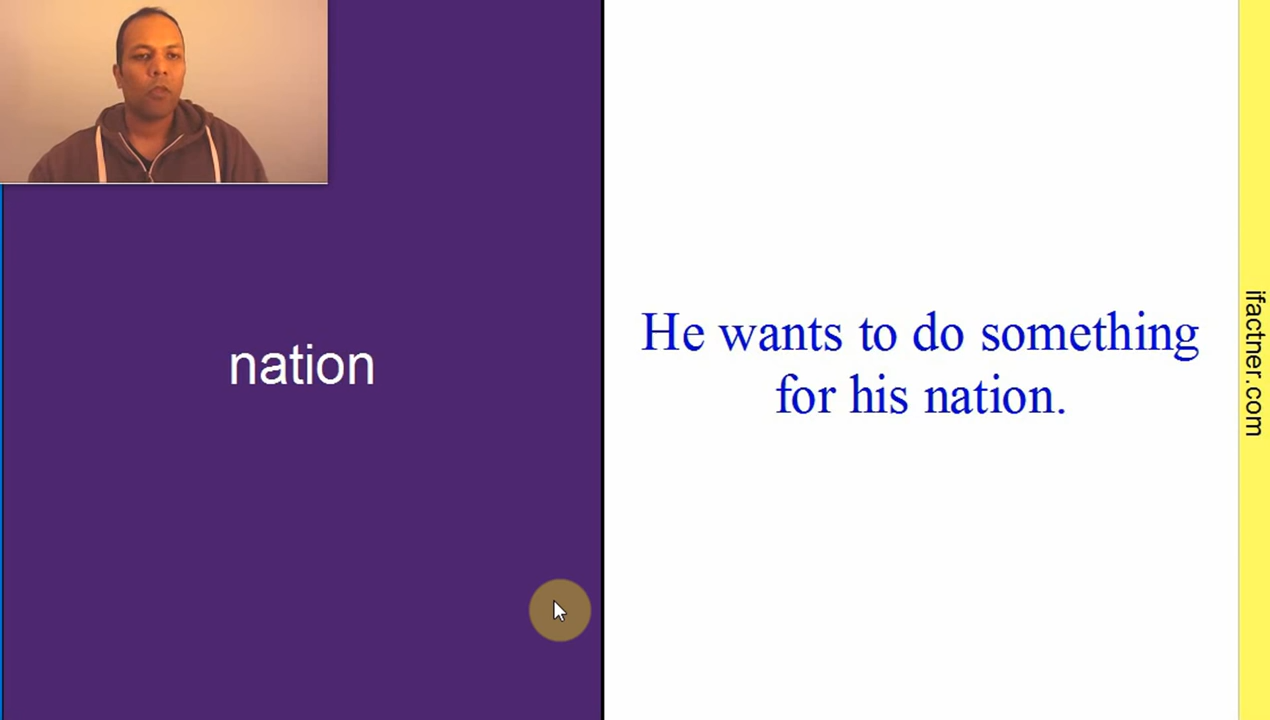 nation
He wants to do something
for his nation.
ifactner.com